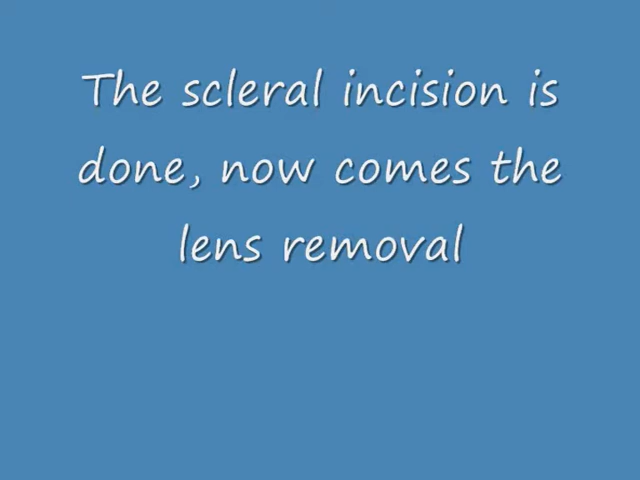 The scleral incision is
done, now comes the
lens removal